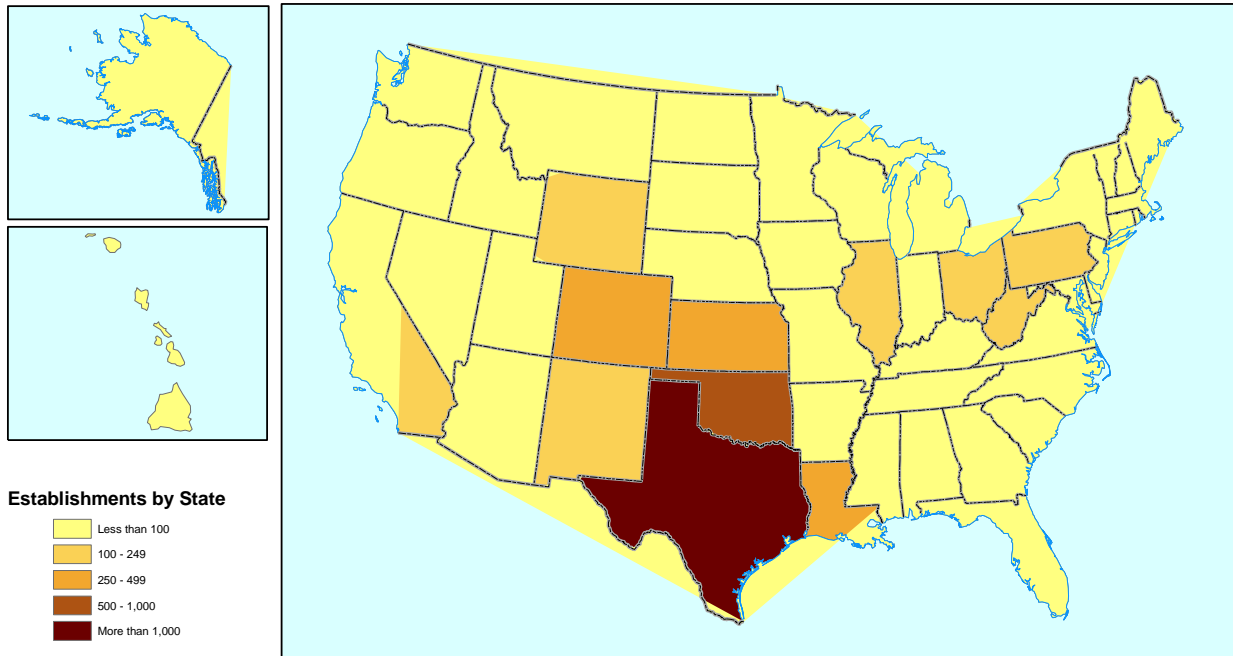 Establishments by State
Less than 100
100 - 249
250 - 499
500 - 1,000
More than 1,000